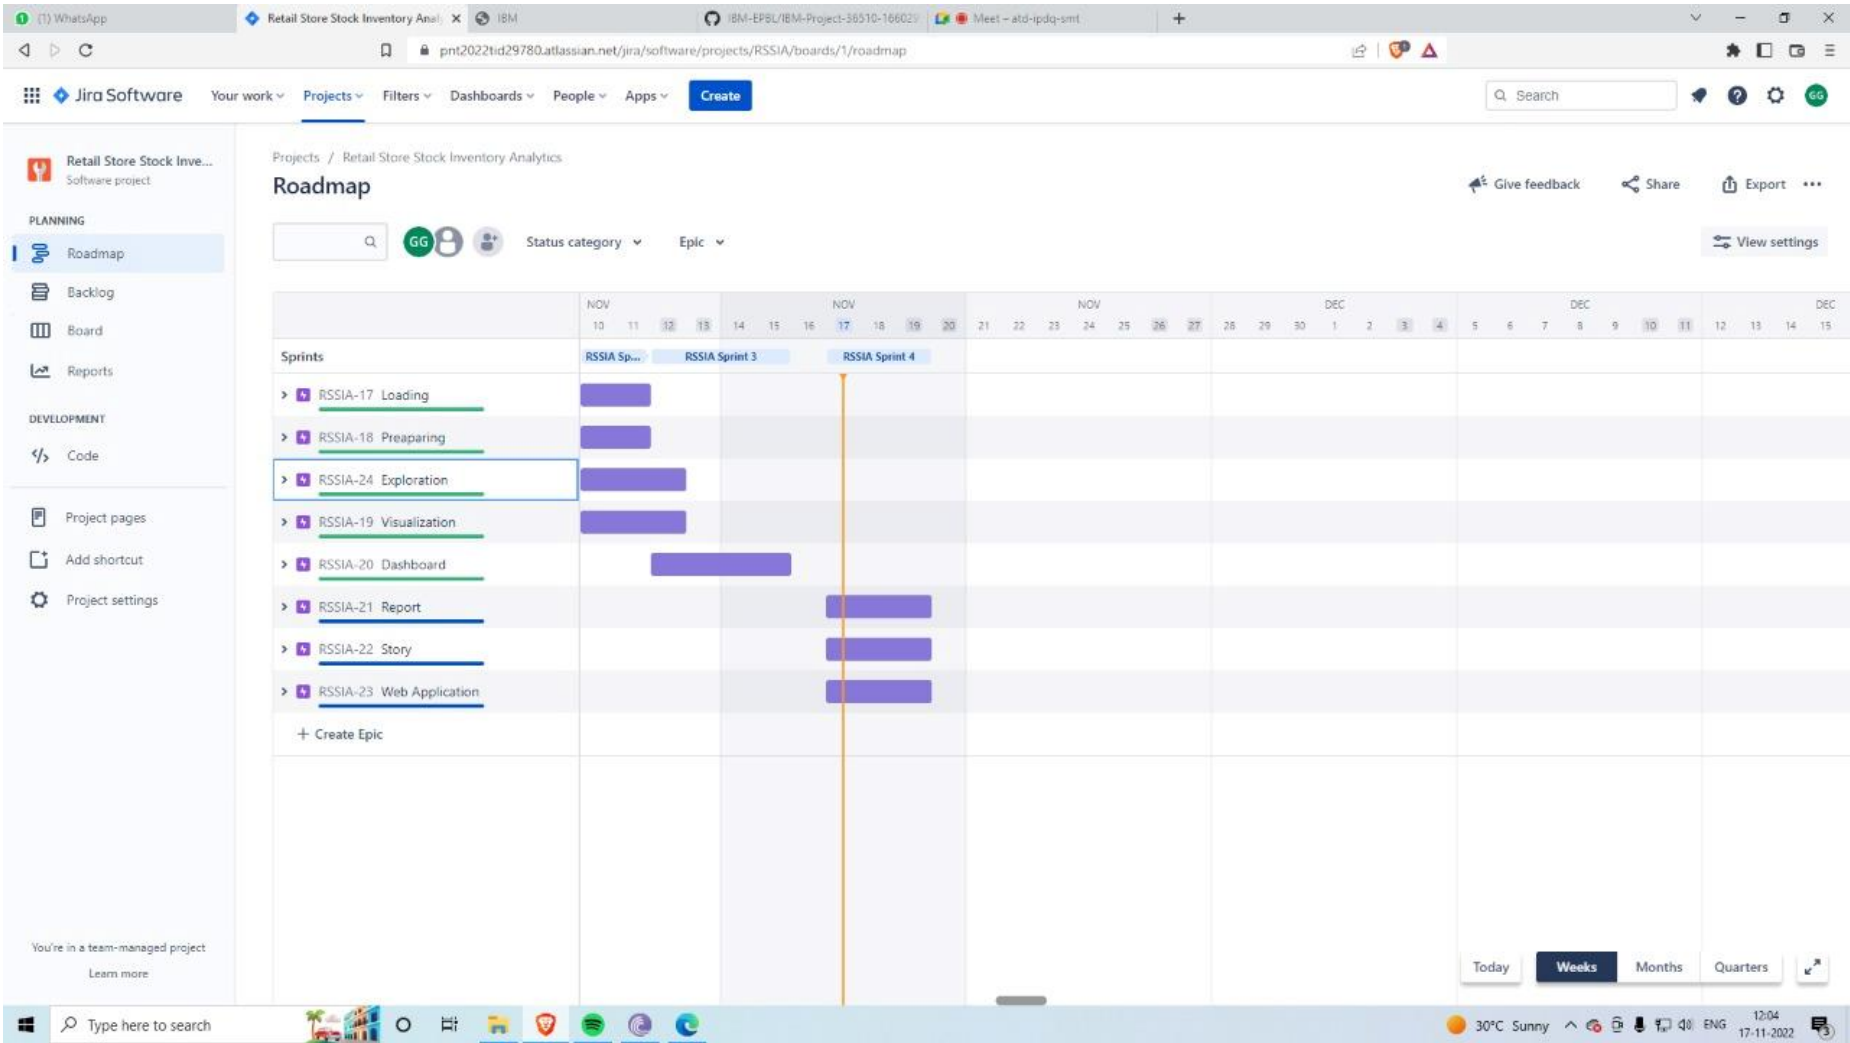 (1) WhatsApp
Retail Store Stock Inventory Anal
IBM
IBM-EPBL/IBM-Project-36510-166029
Meet – atd-ipdq-smt
pnt2022tid29780.atlassian.net/jira/software/projects/RSSIA/boards/1/roadmap
Jira Software Your work Projects Filters Dashboards People Apps Create Search GG
Retail Store Stock Inve...
Software project
PLANNING
Roadmap
Backlog
Board
Reports
DEVELOPMENT
Code
Project pages
Add shortcut
Project settings
You're in a team-managed project
Learn more
Projects / Retail Store Stock Inventory Analytics
Roadmap
Give feedback Share Export
GG Status category Epic View settings
NOV NOV NOV DEC DEC DEC
10 11 12 13 14 15 16 17 18 19 20 21 22 23 24 25 26 27 28 29 30 1 2 3 4 5 6 7 8 9 10 11 12 13 14 15
Sprints RSSIA Sp... RSSIA Sprint 3 RSSIA Sprint 4
RSSIA-17 Loading
RSSIA-18 Preaparing
RSSIA-24 Exploration
RSSIA-19 Visualization
RSSIA-20 Dashboard
RSSIA-21 Report
RSSIA-22 Story
RSSIA-23 Web Application
+ Create Epic
Today Weeks Months Quarters
Type here to search
30°C Sunny ENG 12:04
17-11-2022
3